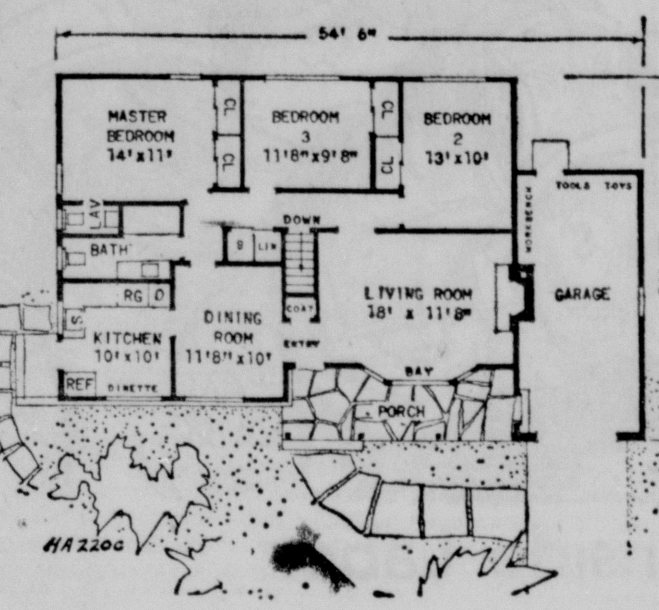 54' 6"
MASTER
BEDROOM
14' x 11'
CL
CL
BEDROOM
3
11'8" x 9'8"
CL
CL
BEDROOM
2
13' x 10'
WORKBENCH
TOOLS TOYS
LAV
BATH
DOWN
B
LIN
RG
O
S
KITCHEN
10' x 10'
REF
DINETTE
DINING
ROOM
11'8" x 10'
COAT
ENTRY
LIVING ROOM
18' x 11'8"
GARAGE
BAY
PORCH
HA220C